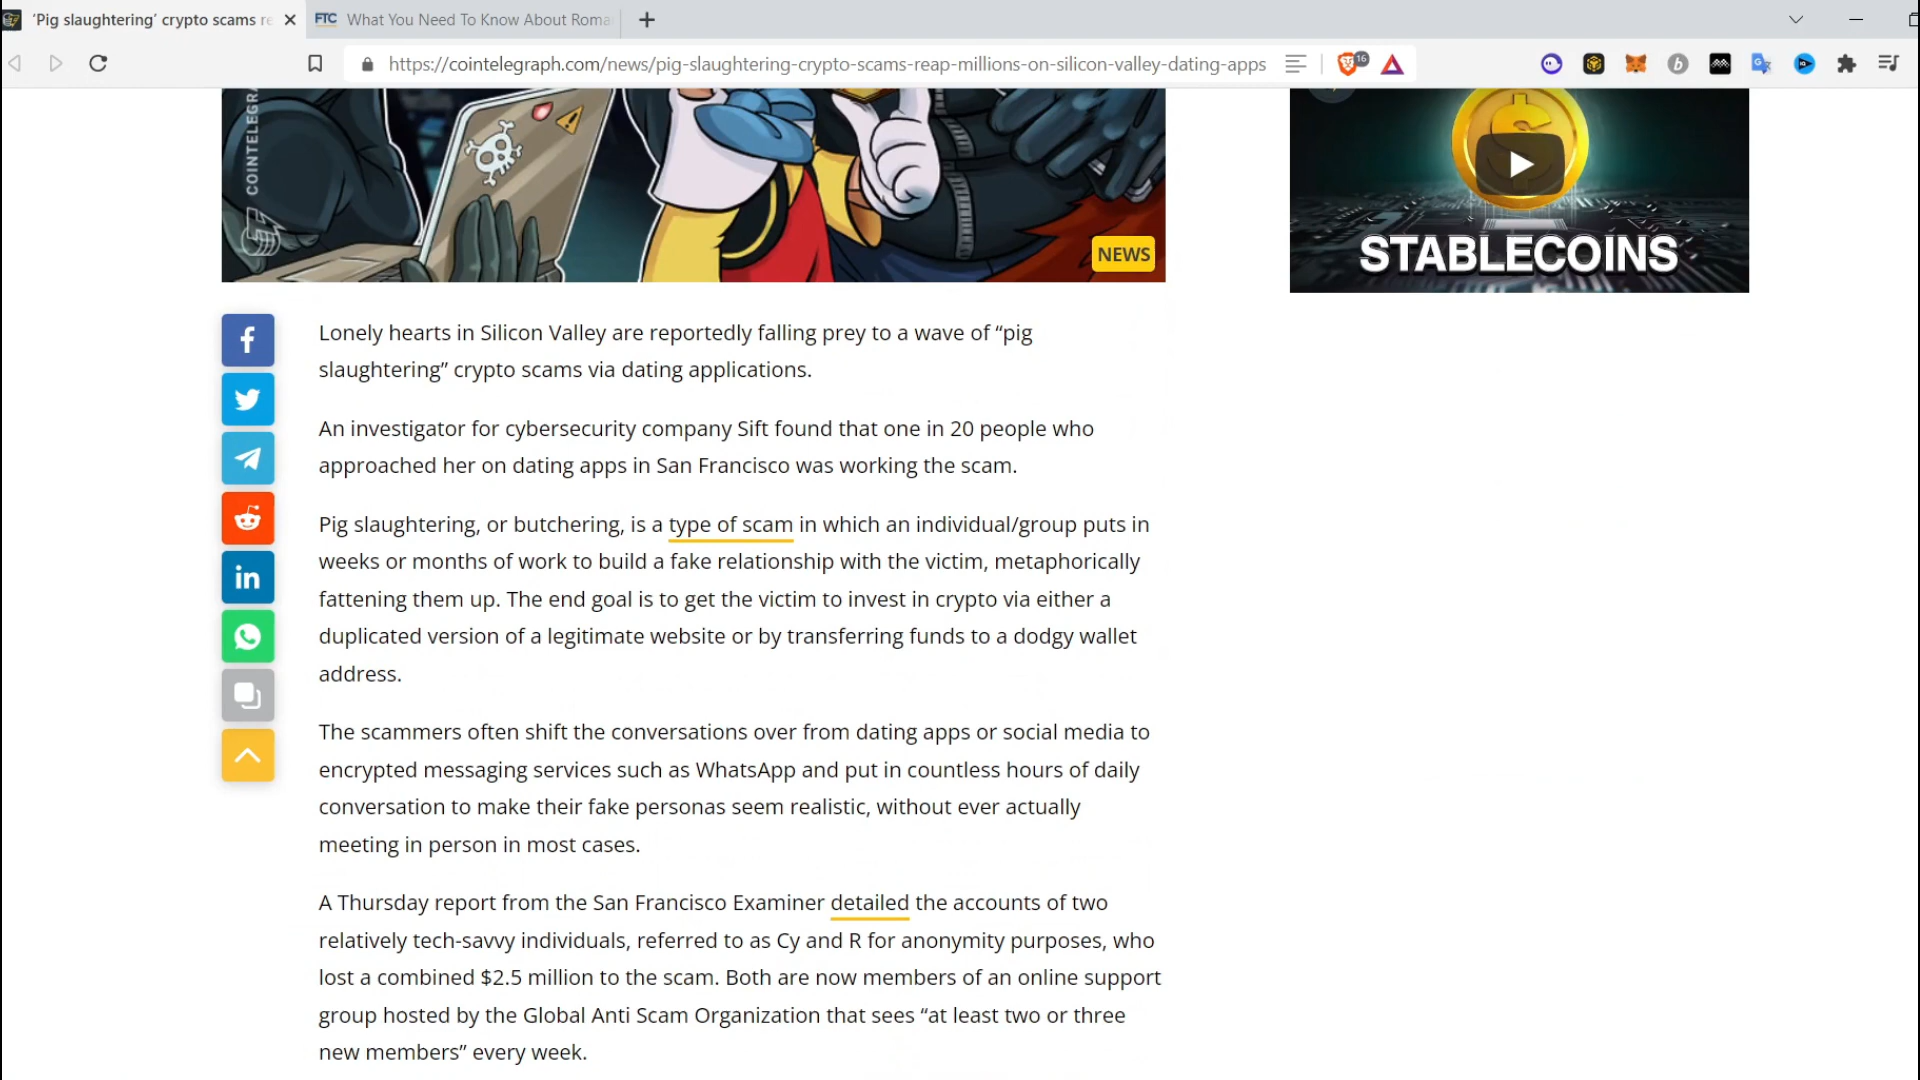 ‘Pig slaughtering’ crypto scams re
FTC What You Need To Know About Roma
https://cointelegraph.com/news/pig-slaughtering-crypto-scams-reap-millions-on-silicon-valley-dating-apps
16
COINTELEGRA
NEWS
STABLECOINS
Lonely hearts in Silicon Valley are reportedly falling prey to a wave of “pig
slaughtering” crypto scams via dating applications.
An investigator for cybersecurity company Sift found that one in 20 people who
approached her on dating apps in San Francisco was working the scam.
Pig slaughtering, or butchering, is a type of scam in which an individual/group puts in
weeks or months of work to build a fake relationship with the victim, metaphorically
fattening them up. The end goal is to get the victim to invest in crypto via either a
duplicated version of a legitimate website or by transferring funds to a dodgy wallet
address.
The scammers often shift the conversations over from dating apps or social media to
encrypted messaging services such as WhatsApp and put in countless hours of daily
conversation to make their fake personas seem realistic, without ever actually
meeting in person in most cases.
A Thursday report from the San Francisco Examiner detailed the accounts of two
relatively tech-savvy individuals, referred to as Cy and R for anonymity purposes, who
lost a combined $2.5 million to the scam. Both are now members of an online support
group hosted by the Global Anti Scam Organization that sees “at least two or three
new members” every week.